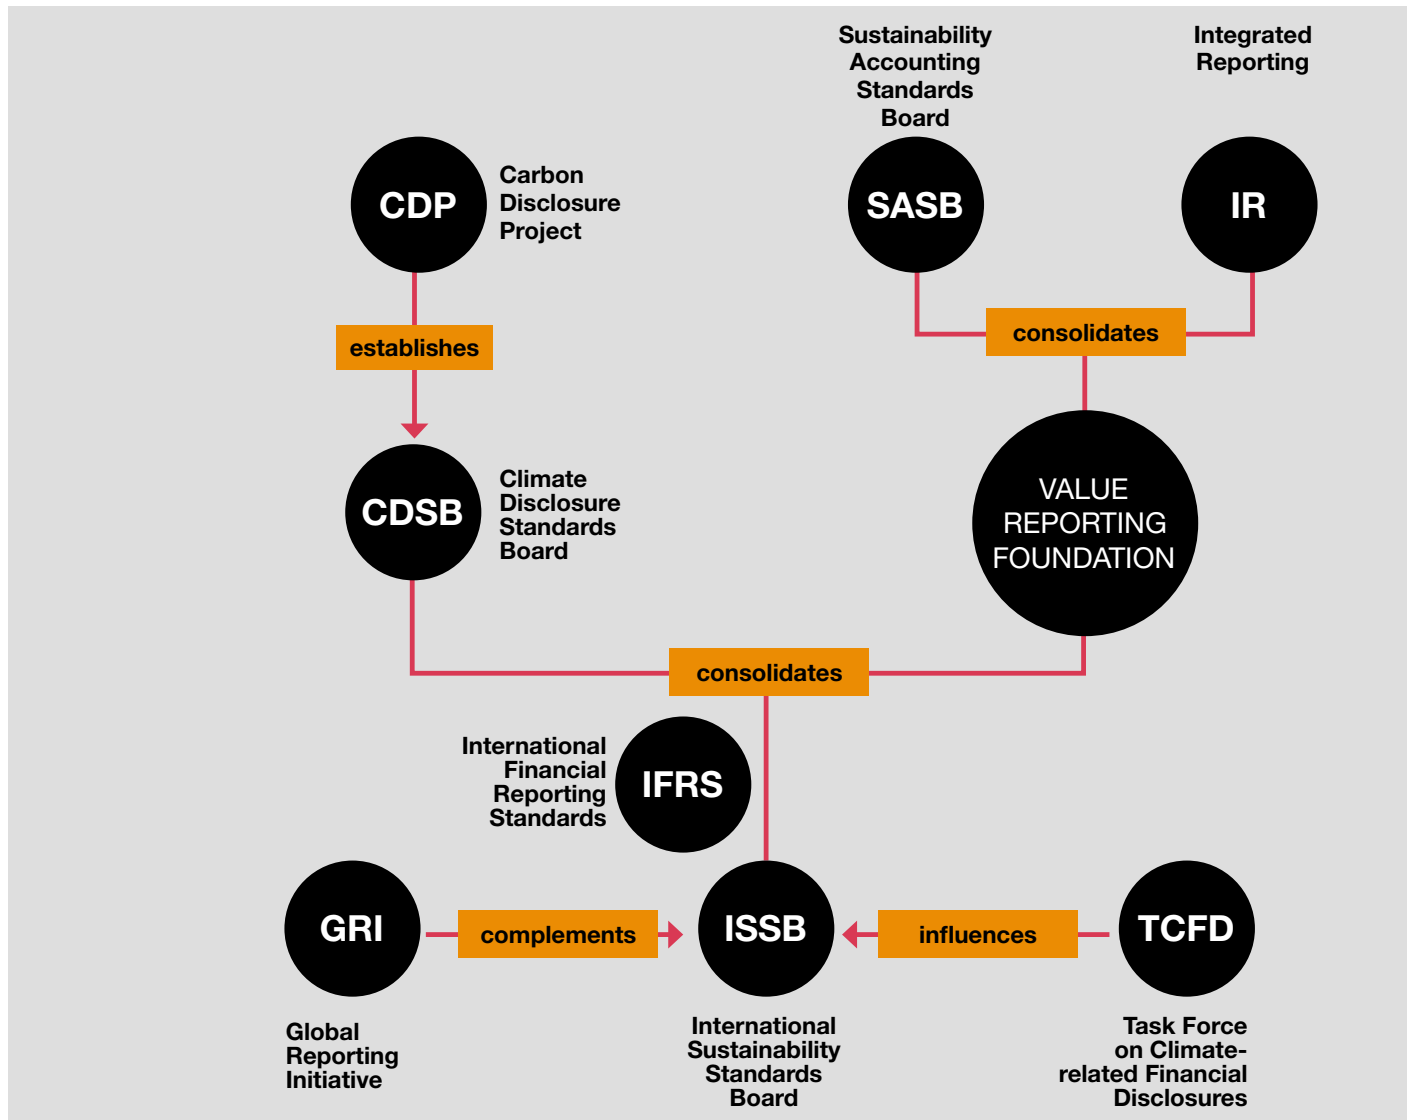 Sustainability
Accounting
Standards
Board
Integrated
Reporting
CDP
Carbon
Disclosure
Project
SASB
IR
establishes
consolidates
CDSB
Climate
Disclosure
Standards
Board
VALUE
REPORTING
FOUNDATION
consolidates
International
Financial
Reporting
Standards
IFRS
GRI
complements
ISSB
influences
TCFD
Global
Reporting
Initiative
International
Sustainability
Standards
Board
Task Force
on Climate-
related Financial
Disclosures